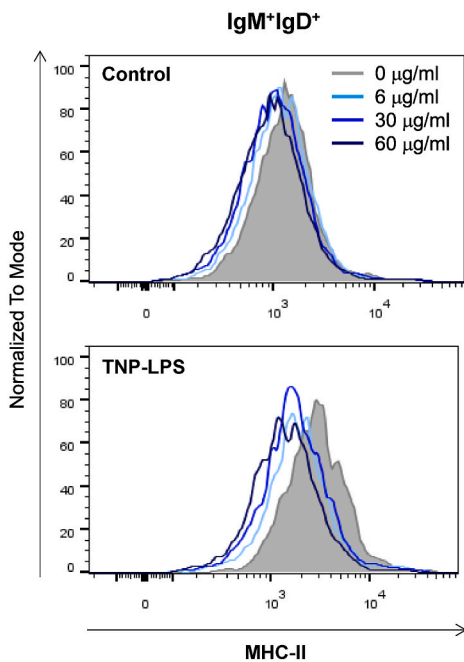 IgM⁺IgD⁺
Control
0 µg/ml
6 µg/ml
30 µg/ml
60 µg/ml
100
80
60
40
20
0
0 10³ 10⁴
Normalized To Mode
TNP-LPS
100
80
60
40
20
0
0 10³ 10⁴
MHC-II